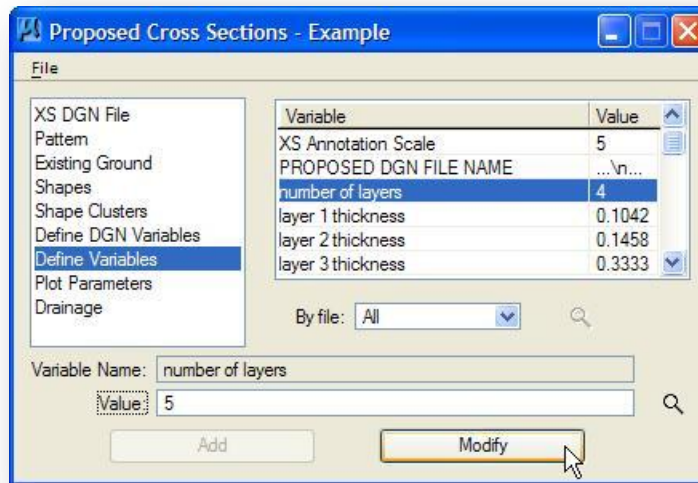 Proposed Cross Sections - Example
File
XS DGN File
Pattern
Existing Ground
Shapes
Shape Clusters
Define DGN Variables
Define Variables
Plot Parameters
Drainage
Variable Value
XS Annotation Scale 5
PROPOSED DGN FILE NAME ...\n...
number of layers 4
layer 1 thickness 0.1042
layer 2 thickness 0.1458
layer 3 thickness 0.3333
By file: All
Variable Name: number of layers
Value: 5
Add Modify